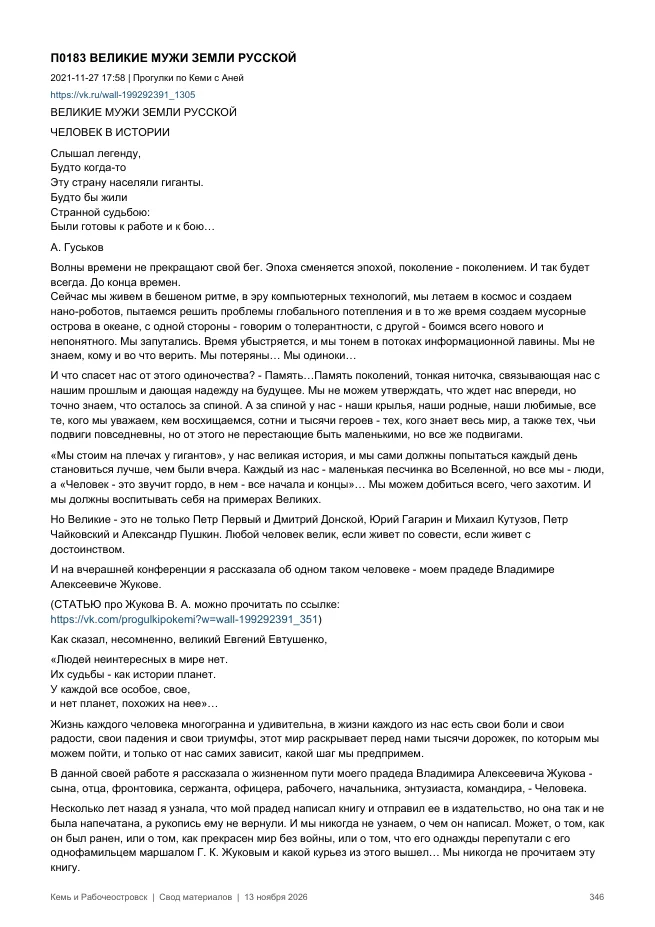 П0183 ВЕЛИКИЕ МУЖИ ЗЕМЛИ РУССКОЙ
2021-11-27 17:58 | Прогулки по Кеми с Аней
https://vk.ru/wall-199292391_1305
ВЕЛИКИЕ МУЖИ ЗЕМЛИ РУССКОЙ
ЧЕЛОВЕК В ИСТОРИИ
Слышал легенду,
Будто когда-то
Эту страну населяли гиганты.
Будто бы жили
Странной судьбою:
Были готовы к работе и к бою…
А. Гуськов
Волны времени не прекращают свой бег. Эпоха сменяется эпохой, поколение - поколением. И так будет
всегда. До конца времен.
Сейчас мы живем в бешеном ритме, в эру компьютерных технологий, мы летаем в космос и создаем
нано-роботов, пытаемся решить проблемы глобального потепления и в то же время создаем мусорные
острова в океане, с одной стороны - говорим о толерантности, с другой - боимся всего нового и
непонятного. Мы запутались. Время убыстряется, и мы тонем в потоках информационной лавины. Мы не
знаем, кому и во что верить. Мы потеряны… Мы одиноки…
И что спасет нас от этого одиночества? - Память…Память поколений, тонкая ниточка, связывающая нас с
нашим прошлым и дающая надежду на будущее. Мы не можем утверждать, что ждет нас впереди, но
точно знаем, что осталось за спиной. А за спиной у нас - наши крылья, наши родные, наши любимые, все
те, кого мы уважаем, кем восхищаемся, сотни и тысячи героев - тех, кого знает весь мир, а также тех, чьи
подвиги повседневны, но от этого не перестающие быть маленькими, но все же подвигами.
«Мы стоим на плечах у гигантов», у нас великая история, и мы сами должны попытаться каждый день
становиться лучше, чем были вчера. Каждый из нас - маленькая песчинка во Вселенной, но все мы - люди,
а «Человек - это звучит гордо, в нем - все начала и концы»… Мы можем добиться всего, чего захотим. И
мы должны воспитывать себя на примерах Великих.
Но Великие - это не только Петр Первый и Дмитрий Донской, Юрий Гагарин и Михаил Кутузов, Петр
Чайковский и Александр Пушкин. Любой человек велик, если живет по совести, если живет с
достоинством.
И на вчерашней конференции я рассказала об одном таком человеке - моем прадеде Владимире
Алексеевиче Жукове.
(СТАТЬЮ про Жукова В. А. можно прочитать по ссылке:
https://vk.com/progulkipokemi?w=wall-199292391_351)
Как сказал, несомненно, великий Евгений Евтушенко,
«Людей неинтересных в мире нет.
Их судьбы - как истории планет.
У каждой все особое, свое,
и нет планет, похожих на нее»…
Жизнь каждого человека многогранна и удивительна, в жизни каждого из нас есть свои боли и свои
радости, свои падения и свои триумфы, этот мир раскрывает перед нами тысячи дорожек, по которым мы
можем пойти, и только от нас самих зависит, какой шаг мы предпримем.
В данной своей работе я рассказала о жизненном пути моего прадеда Владимира Алексеевича Жукова -
сына, отца, фронтовика, сержанта, офицера, рабочего, начальника, энтузиаста, командира, - Человека.
Несколько лет назад я узнала, что мой прадед написал книгу и отправил ее в издательство, но она так и не
была напечатана, а рукопись ему не вернули. И мы никогда не узнаем, о чем он написал. Может, о том, как
он был ранен, или о том, как прекрасен мир без войны, или о том, что его однажды перепутали с его
однофамильцем маршалом Г. К. Жуковым и какой курьез из этого вышел… Мы никогда не прочитаем эту
книгу.
Кемь и Рабочеостровск | Свод материалов | 13 ноября 2026 346